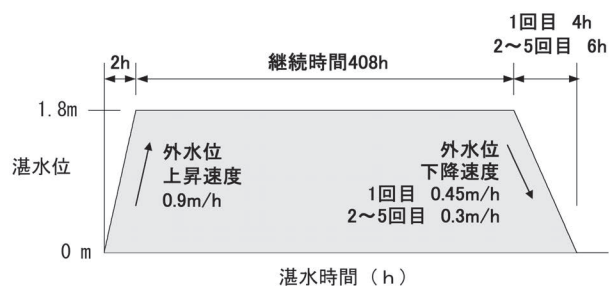 1回目 4h
2～5回目 6h
2h
継続時間408h
1.8m
湛水位
外水位
上昇速度
0.9m/h
外水位
下降速度
1回目 0.45m/h
2～5回目 0.3m/h
0 m
湛水時間（h）